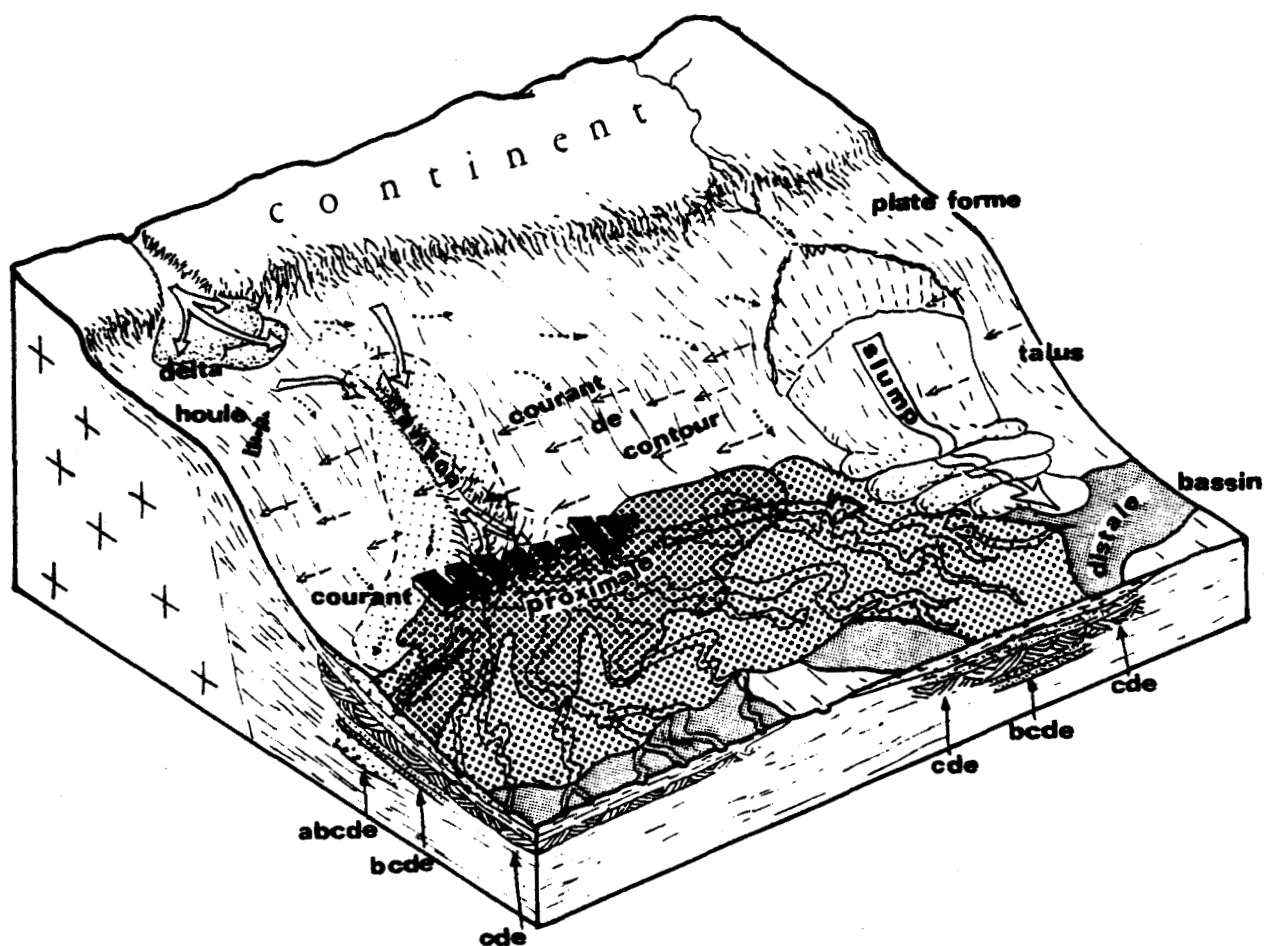 continent
plate forme
delta
talus
houle
slump
courant
de
contour
bassin
distale
courant
proximale
cde
bcde
cde
abcde
bcde
cde